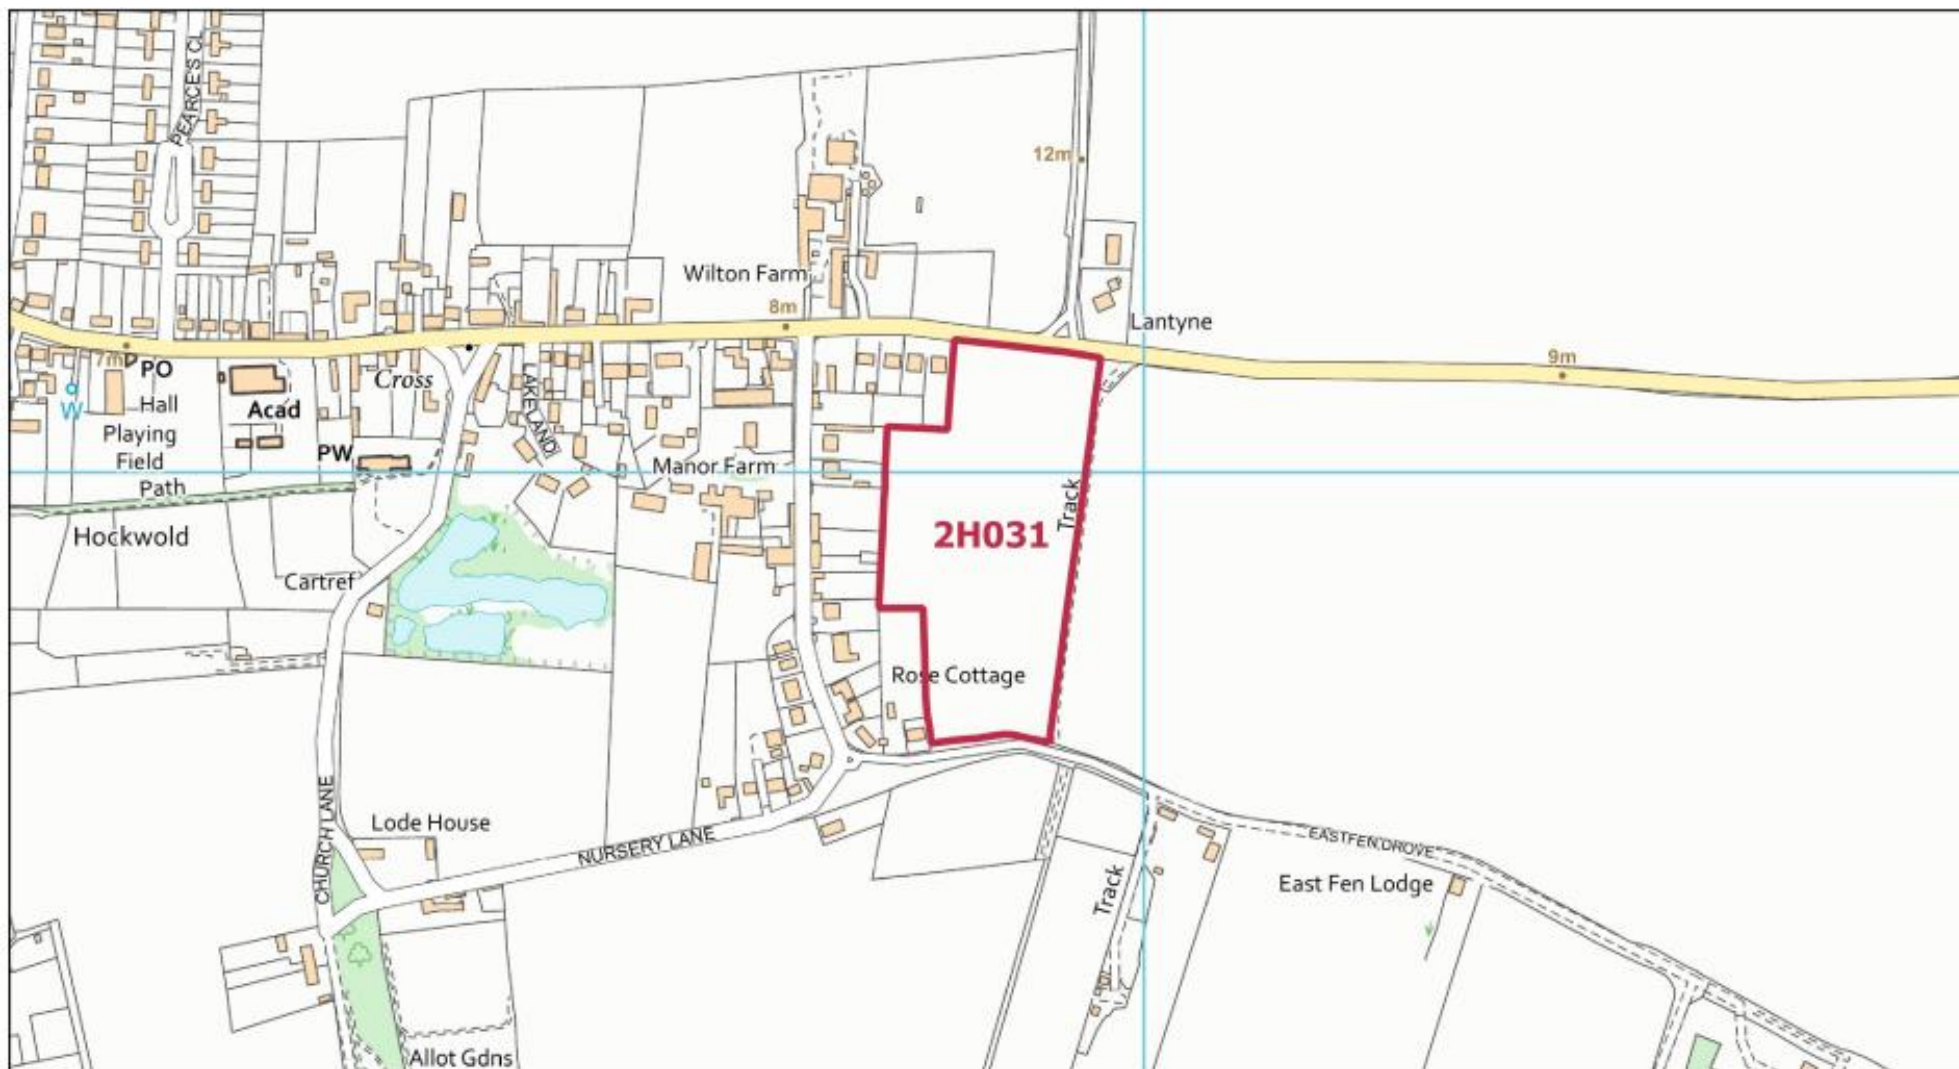 PEARCES CL
12m
Wilton Farm
8m
Lantyne
7m
PO
9m
W
Hall
Cross
LAKELAND
Acad
Playing
Field
PW
Manor Farm
Path
Track
Hockwold
2H031
Cartref
Rose Cottage
CHURCH LANE
Lode House
NURSERY LANE
EASTFEN DROVE
Track
East Fen Lodge
Allot Gdns